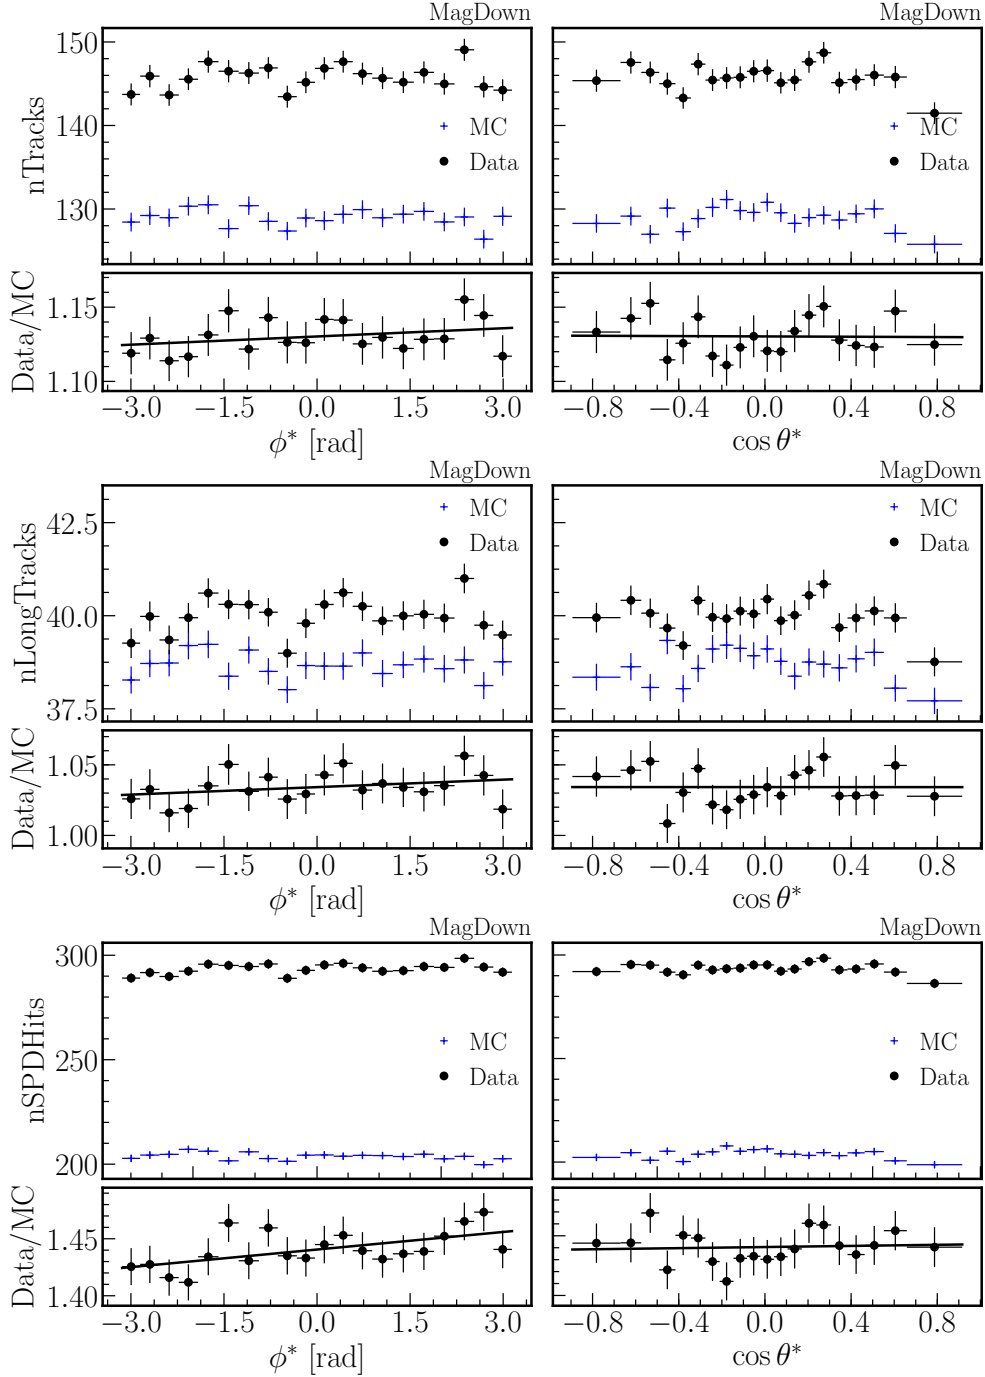 MagDown
MagDown
150
140
130
nTracks
MC
Data
MC
Data
1.15
1.10
Data/MC
−3.0 −1.5 0.0 1.5 3.0
ϕ* [rad]
−0.8 −0.4 0.0 0.4 0.8
cos θ*
MagDown
MagDown
42.5
40.0
37.5
nLongTracks
MC
Data
MC
Data
1.05
1.00
Data/MC
−3.0 −1.5 0.0 1.5 3.0
ϕ* [rad]
−0.8 −0.4 0.0 0.4 0.8
cos θ*
MagDown
MagDown
300
250
200
nSPDHits
MC
Data
MC
Data
1.45
1.40
Data/MC
−3.0 −1.5 0.0 1.5 3.0
ϕ* [rad]
−0.8 −0.4 0.0 0.4 0.8
cos θ*